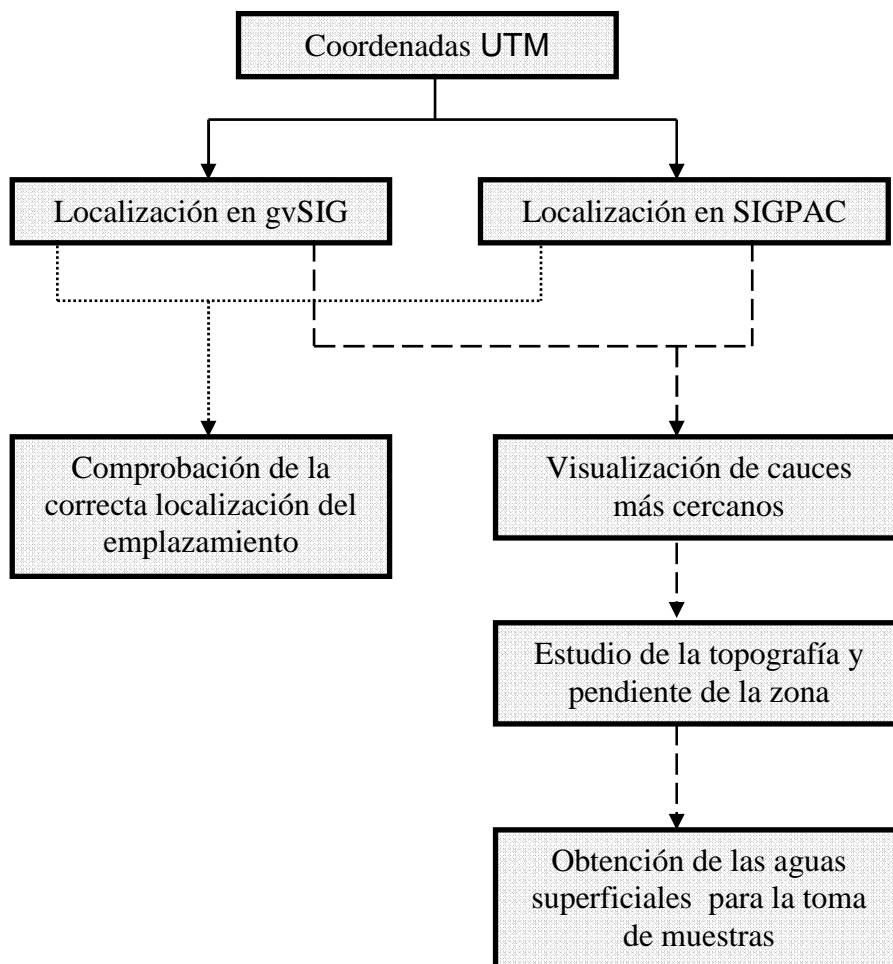 Coordenadas UTM
Localización en gvSIG
Localización en SIGPAC
Comprobación de la
correcta localización del
emplazamiento
Visualización de cauces
más cercanos
Estudio de la topografía y
pendiente de la zona
Obtención de las aguas
superficiales para la toma
de muestras